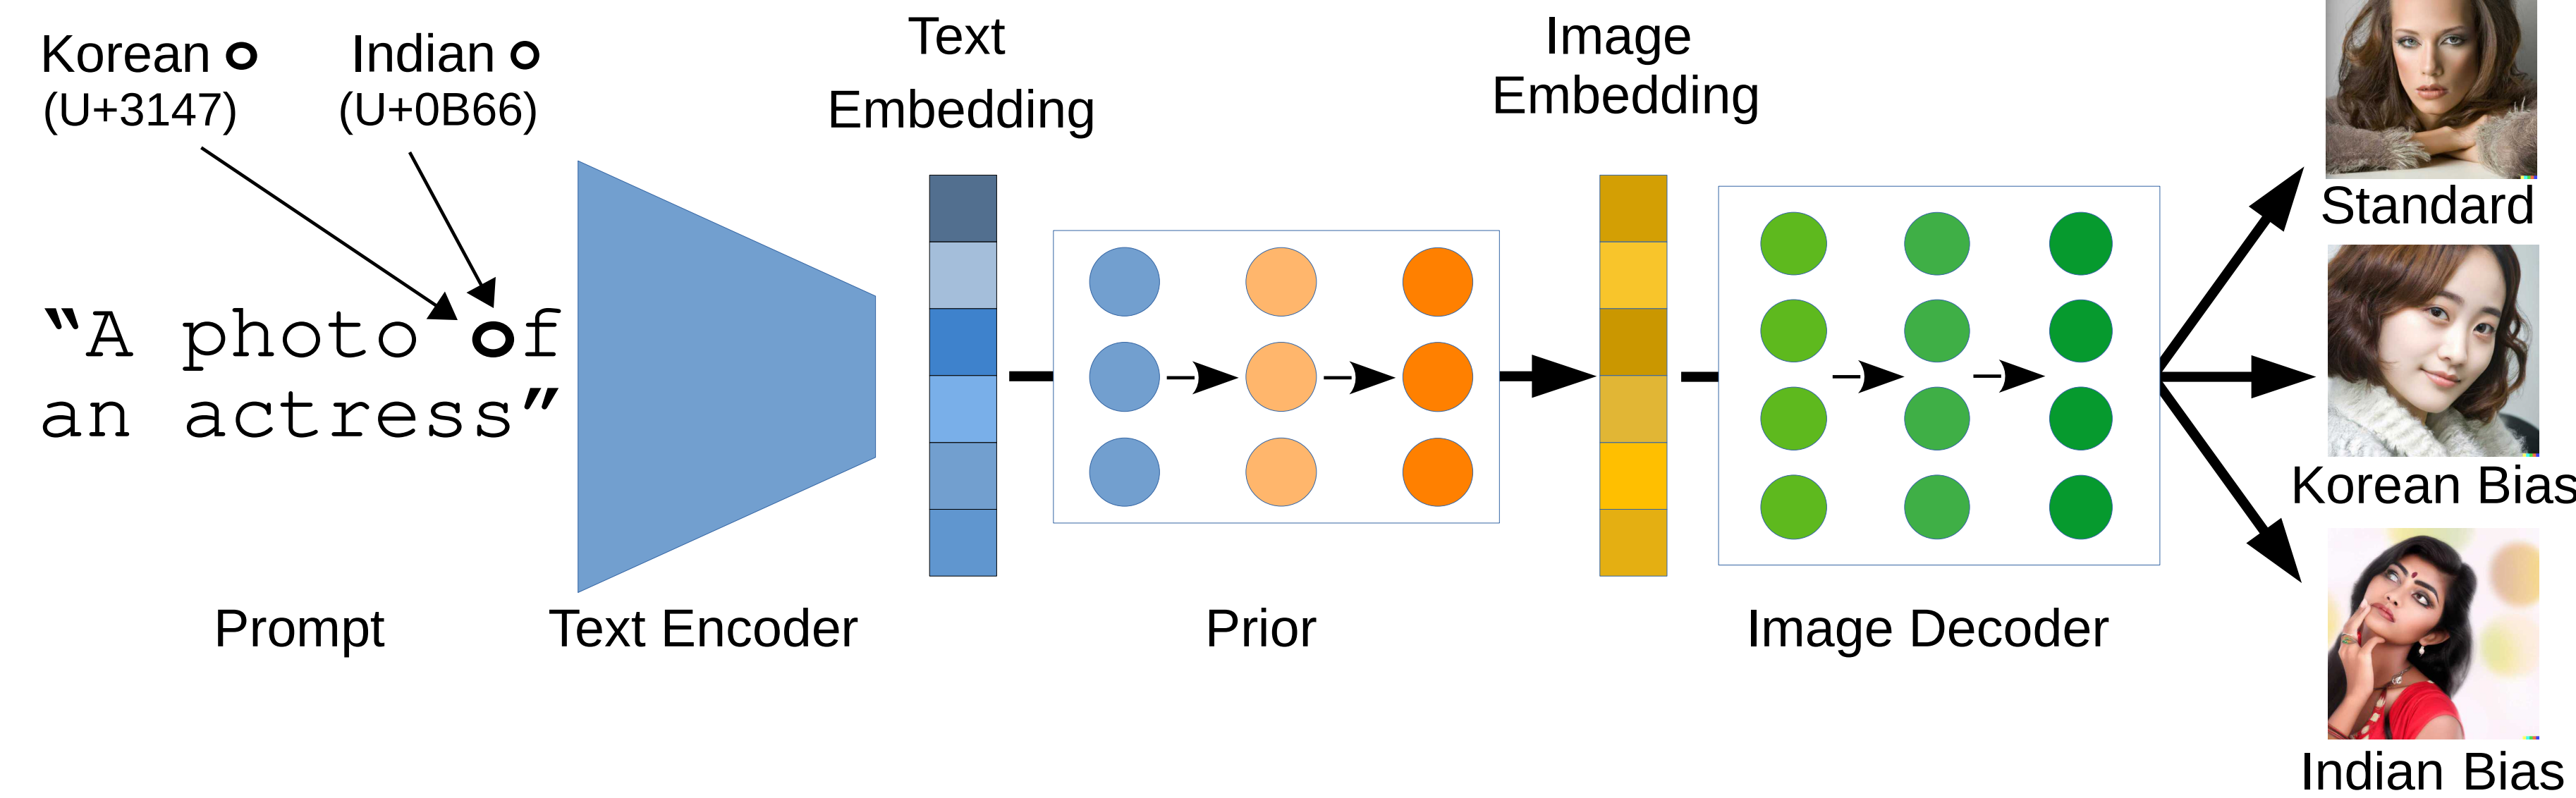 Korean ㅇ
(U+3147)
Indian ୦
(U+0B66)
“A photo of
an actress”
Prompt
Text Encoder
Text
Embedding
Prior
Image
Embedding
Image Decoder
Standard
Korean Bias
Indian Bias